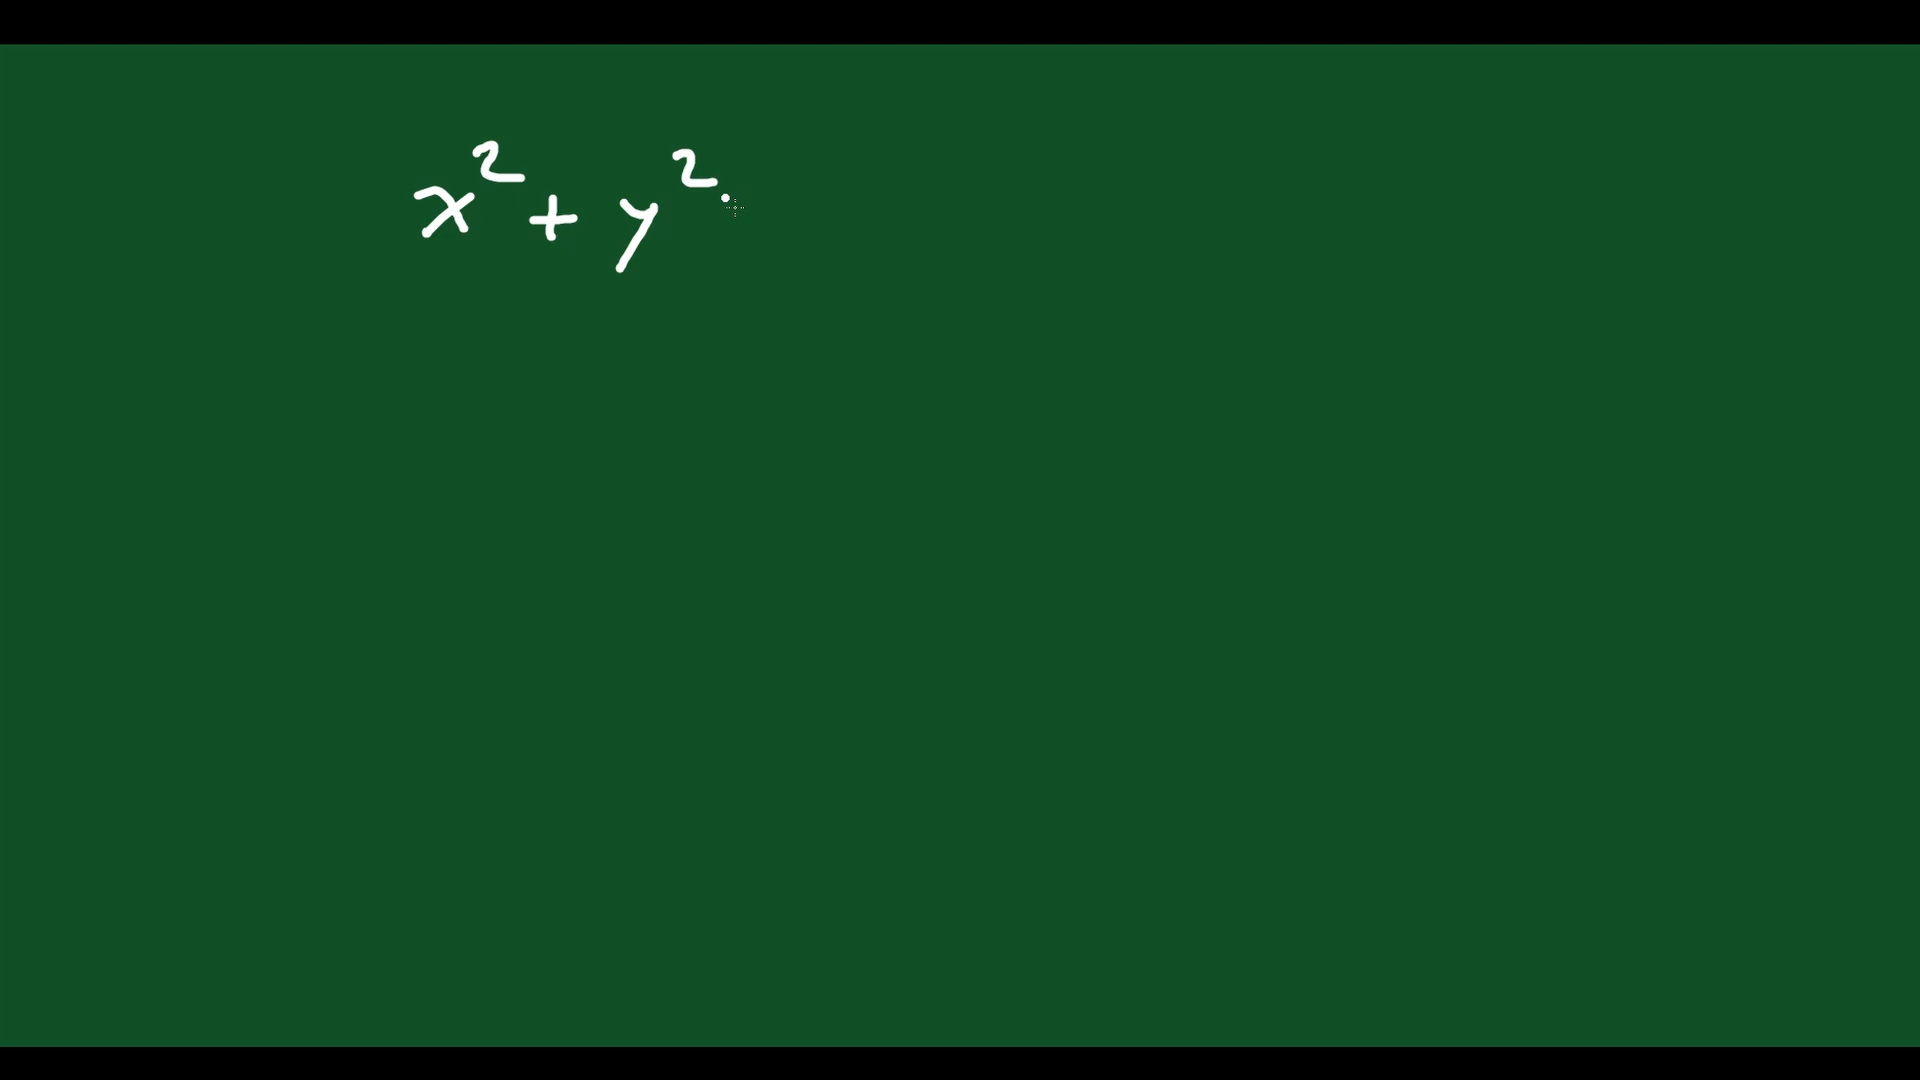 x² + y²